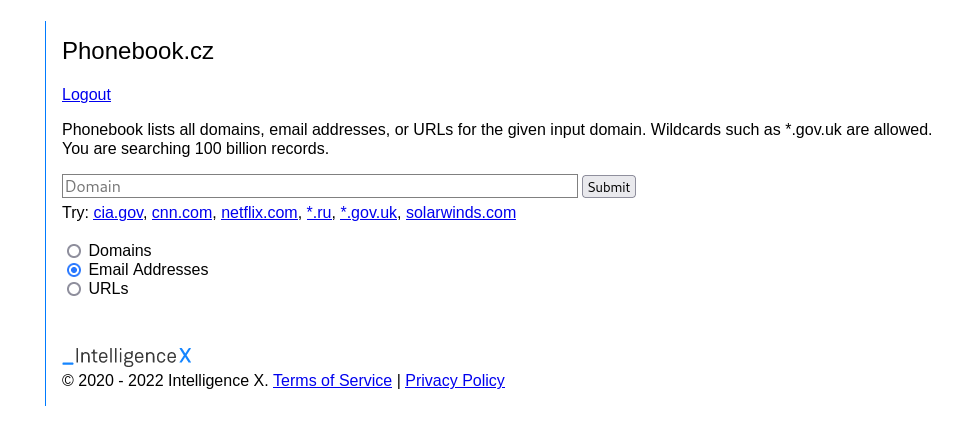 Phonebook.cz
Logout
Phonebook lists all domains, email addresses, or URLs for the given input domain. Wildcards such as *.gov.uk are allowed.
You are searching 100 billion records.
Domain Submit
Try: cia.gov, cnn.com, netflix.com, *.ru, *.gov.uk, solarwinds.com
Domains
Email Addresses
URLs
_IntelligenceX
© 2020 - 2022 Intelligence X. Terms of Service | Privacy Policy